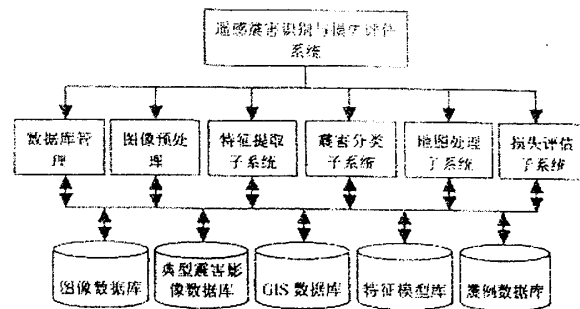 遥感震害识别与损失评估
系统
数据库管
理
图像预处
理
特征提取
子系统
震害分类
子系统
地图处理
子系统
损失评估
子系统
图像数据库
典型震害影
像数据库
GIS 数据库
特征模型库
震例数据库